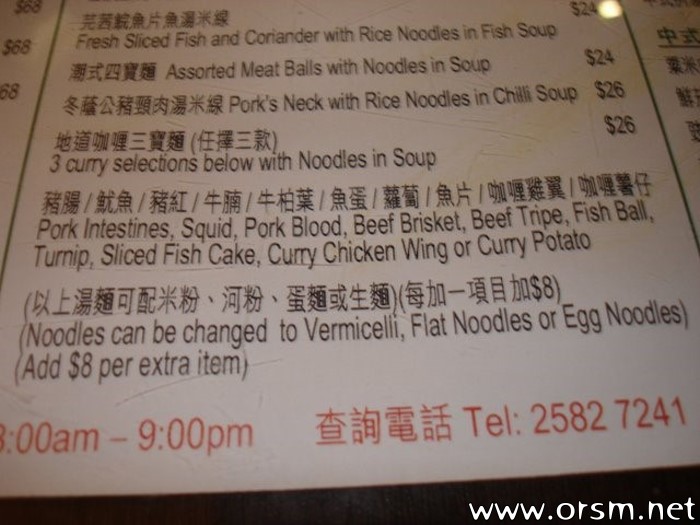 $68
$68
68
芫茜鯇魚片魚湯米線
Fresh Sliced Fish and Coriander with Rice Noodles in Fish Soup $24
潮式四寶麵 Assorted Meat Balls with Noodles in Soup $24
冬蔭公豬頸肉湯米線 Pork's Neck with Rice Noodles in Chilli Soup $26
地道咖喱三寶麵 (任擇三款) $26
3 curry selections below with Noodles in Soup
豬腸 / 魷魚 / 豬紅 / 牛腩 / 牛柏葉 / 魚蛋 / 蘿蔔 / 魚片 / 咖喱雞翼 / 咖喱薯仔
Pork Intestines, Squid, Pork Blood, Beef Brisket, Beef Tripe, Fish Ball,
Turnip, Sliced Fish Cake, Curry Chicken Wing or Curry Potato
(以上湯麵可配米粉、河粉、蛋麵或生麵)(每加一項目加$8)
(Noodles can be changed to Vermicelli, Flat Noodles or Egg Noodles)
(Add $8 per extra item)
:00am – 9:00pm 查詢電話 Tel: 2582 7241
中式
粟米
www.orsm.net